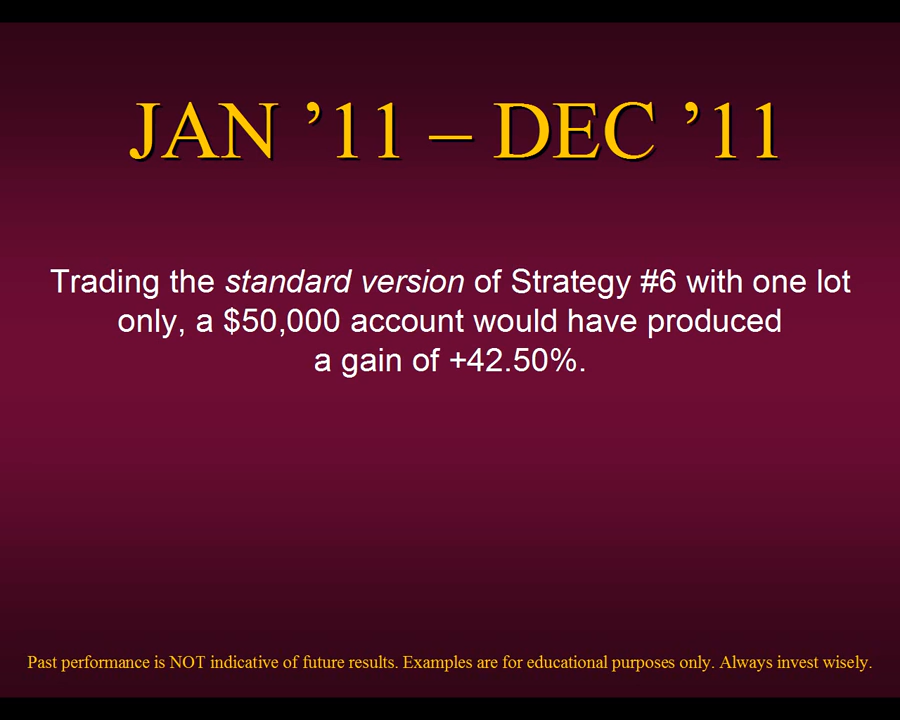 JAN ’11 – DEC ’11
Trading the standard version of Strategy #6 with one lot
only, a $50,000 account would have produced
a gain of +42.50%.
Past performance is NOT indicative of future results. Examples are for educational purposes only. Always invest wisely.